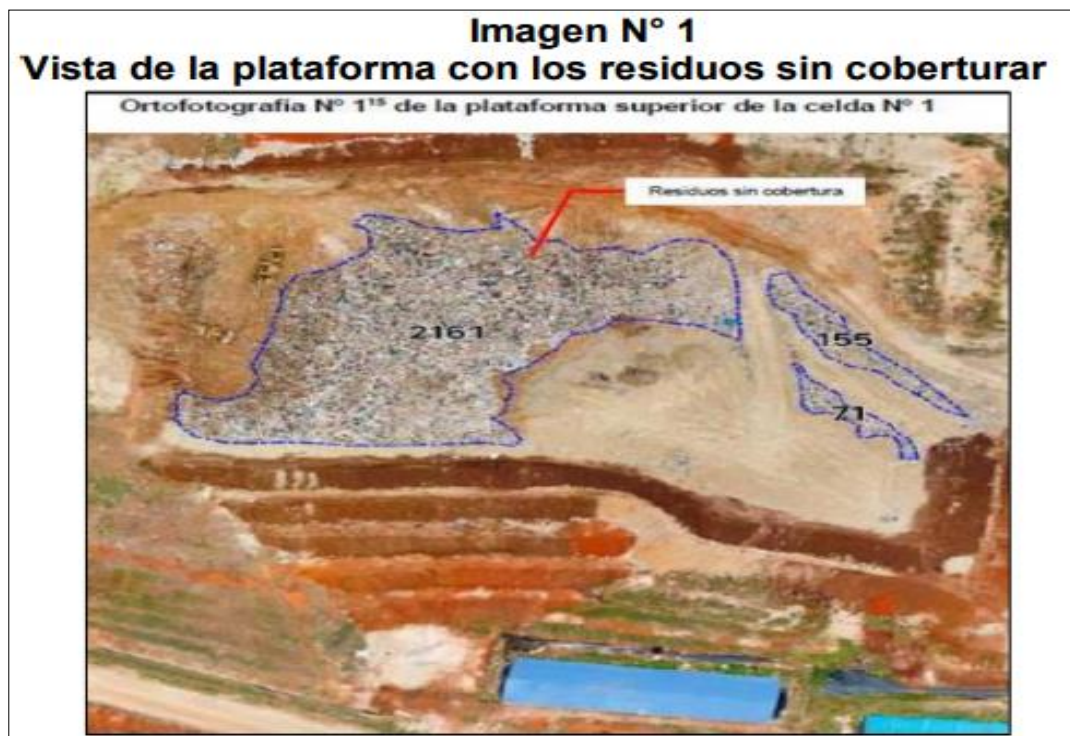 Imagen N° 1
Vista de la plataforma con los residuos sin coberturar
Ortofotografía N° 1¹⁵ de la plataforma superior de la celda N° 1
Residuos sin cobertura
2161
155
71